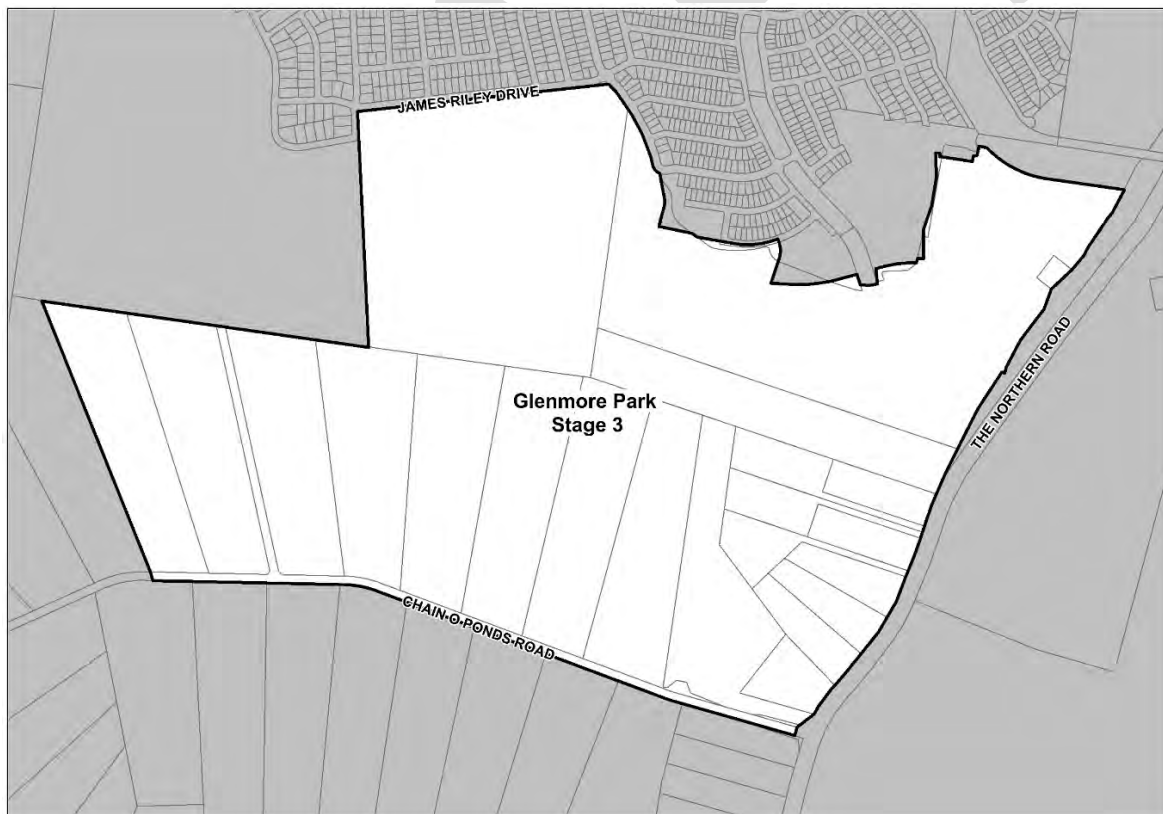 JAMES RILEY DRIVE
Glenmore Park
Stage 3
THE NORTHERN ROAD
CHAIN O PONDS ROAD